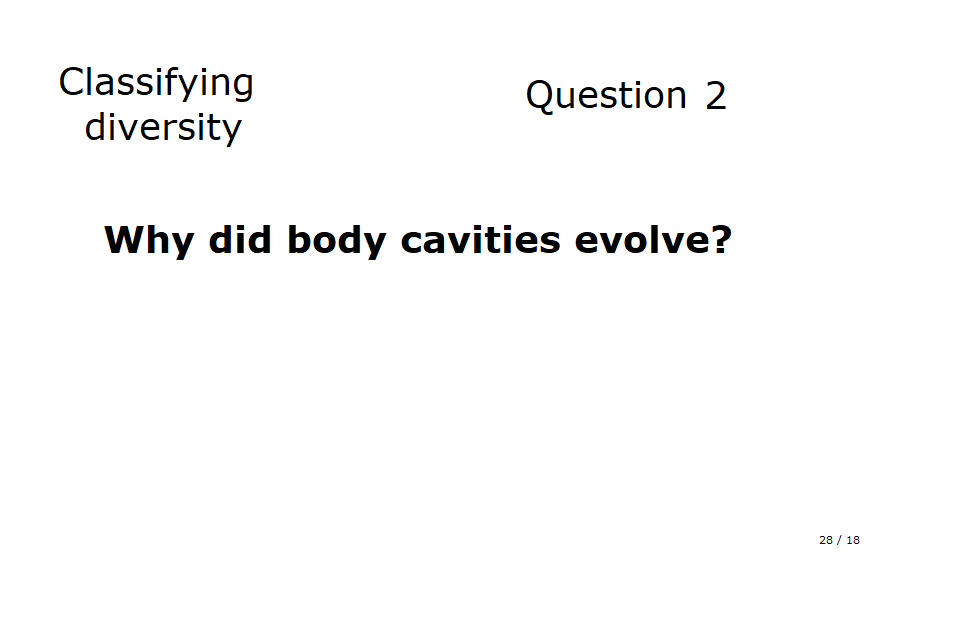 Classifying
diversity
Question 2
Why did body cavities evolve?
28 / 18